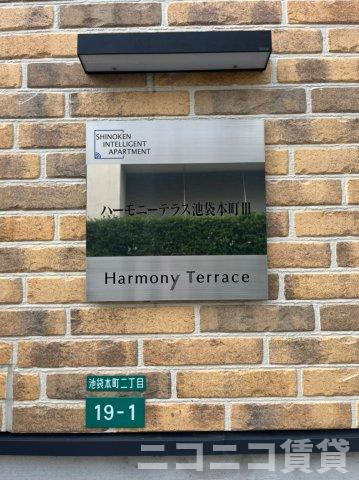 SHINOKEN
INTELLIGENT
APARTMENT
ハーモニーテラス池袋本町III
Harmony Terrace
池袋本町二丁目
19-1
ニコニコ賃貸